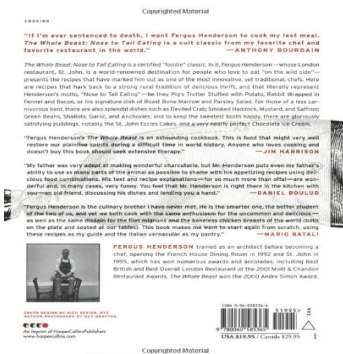 Copyrighted Material
COOKING
"If I'm ever sentenced to death, I want Fergus Henderson to cook my last meal.
The Whole Beast: Nose to Tail Eating is a cult classic from my favorite chef and
favorite restaurant in the world."
—ANTHONY BOURDAIN
The Whole Beast: Nose to Tail Eating is a certified "foodie" classic. In it, Fergus Henderson—whose London
restaurant, St. John, is a world-renowned destination for people who love to eat "on the wild side"—
presents the recipes that have marked him out as one of the most innovative, yet traditional, chefs. Here
are recipes that hark back to a strong rural tradition of delicious thrift, and that literally represent
Henderson's motto, "Nose to Tail Eating"—be they Pig's Trotter Stuffed with Potato, Rabbit Wrapped in
Fennel and Bacon, or his signature dish of Roast Bone Marrow and Parsley Salad. For those of a less car-
nivorous bent, there are also splendid dishes such as Deviled Crab; Smoked Haddock, Mustard, and Saffron;
Green Beans, Shallots, Garlic, and Anchovies; and to keep the sweetest tooth happy, there are gloriously
satisfying puddings, notably the St. John Eccles Cakes, and a very nearly perfect Chocolate Ice Cream.
"Fergus Henderson's The Whole Beast is an astounding cookbook. This is food that might very well
restore our plaintive spirits during a difficult time in world history. Anyone who loves cooking and
doesn't buy this book should seek extensive therapy."
—JIM HARRISON
"My father was very adept at making wonderful charcuterie, but Mr. Henderson puts even my father's
ability to use as many parts of the animal as possible to shame with his appetizing recipes using deli-
cious food combinations. His text and recipe explanations—for so much more than offal—are won-
derful and, in many cases, very funny. You feel that Mr. Henderson is right there in the kitchen with
you—an old friend, discussing his dishes and lending you a hand."
—DANIEL BOULUD
"Fergus Henderson is the culinary brother I have never met. He is the smarter one, the better student
of the two of us, and yet we both cook with the same enthusiasm for the uncommon and delicious—
as well as the same disdain for the filet mignon and the boneless chicken breasts of the world (both on
the plate and seated at our tables). This book makes me want to start again from scratch, using
these recipes as my guide and the Italian vernacular as my pantry."
—MARIO BATALI
FERGUS HENDERSON trained as an architect before becoming a
chef, opening the French House Dining Room in 1992 and St. John in
1995, which has won numerous awards and accolades, including Best
British and Best Overall London Restaurant at the 2001 Moët & Chandon
Restaurant Awards. The Whole Beast won the 2000 Andre Simon Award.
ecco
An Imprint of HarperCollinsPublishers
www.harpercollins.com
USA $19.95 / Canada $29.95
Copyrighted Material